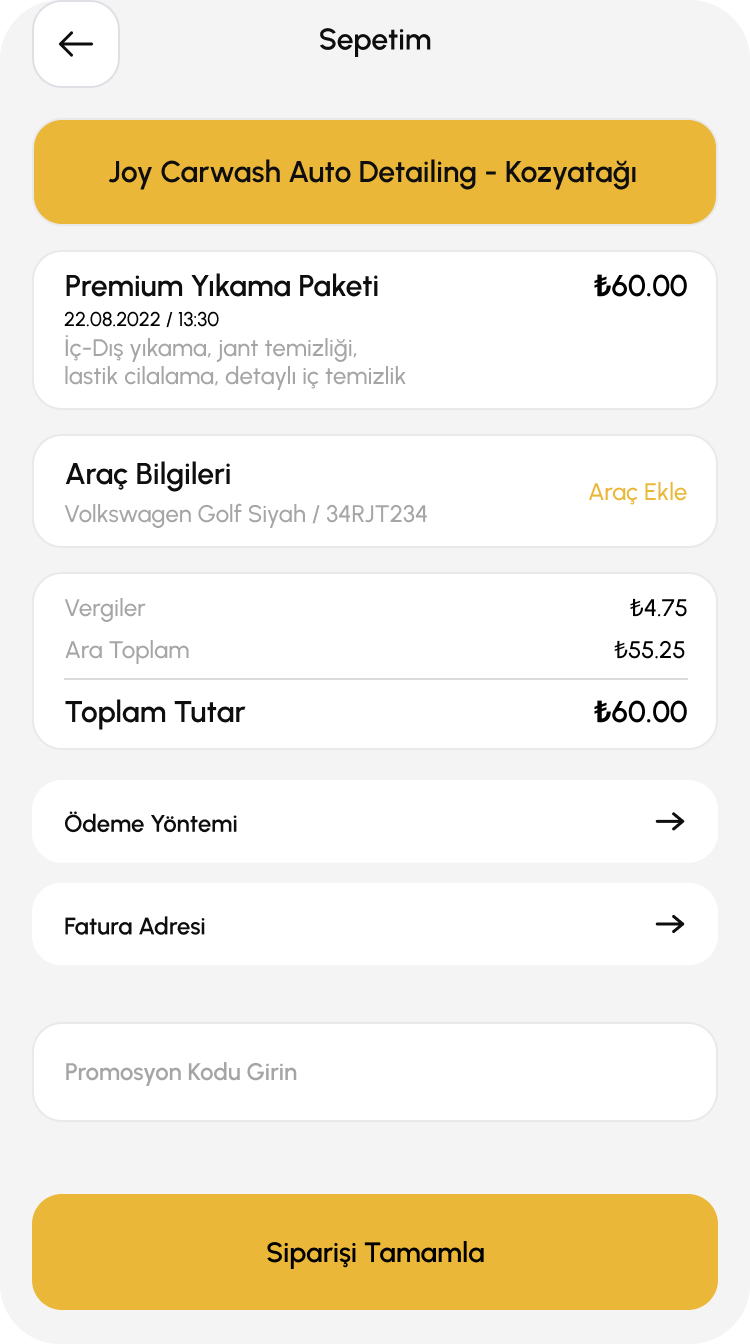 Sepetim
Joy Carwash Auto Detailing - Kozyatağı
Premium Yıkama Paketi ₺60.00
22.08.2022 / 13:30
İç-Dış yıkama, jant temizliği,
lastik cilalama, detaylı iç temizlik
Araç Bilgileri
Araç Ekle
Volkswagen Golf Siyah / 34RJT234
Vergiler ₺4.75
Ara Toplam ₺55.25
Toplam Tutar ₺60.00
Ödeme Yöntemi
Fatura Adresi
Promosyon Kodu Girin
Siparişi Tamamla